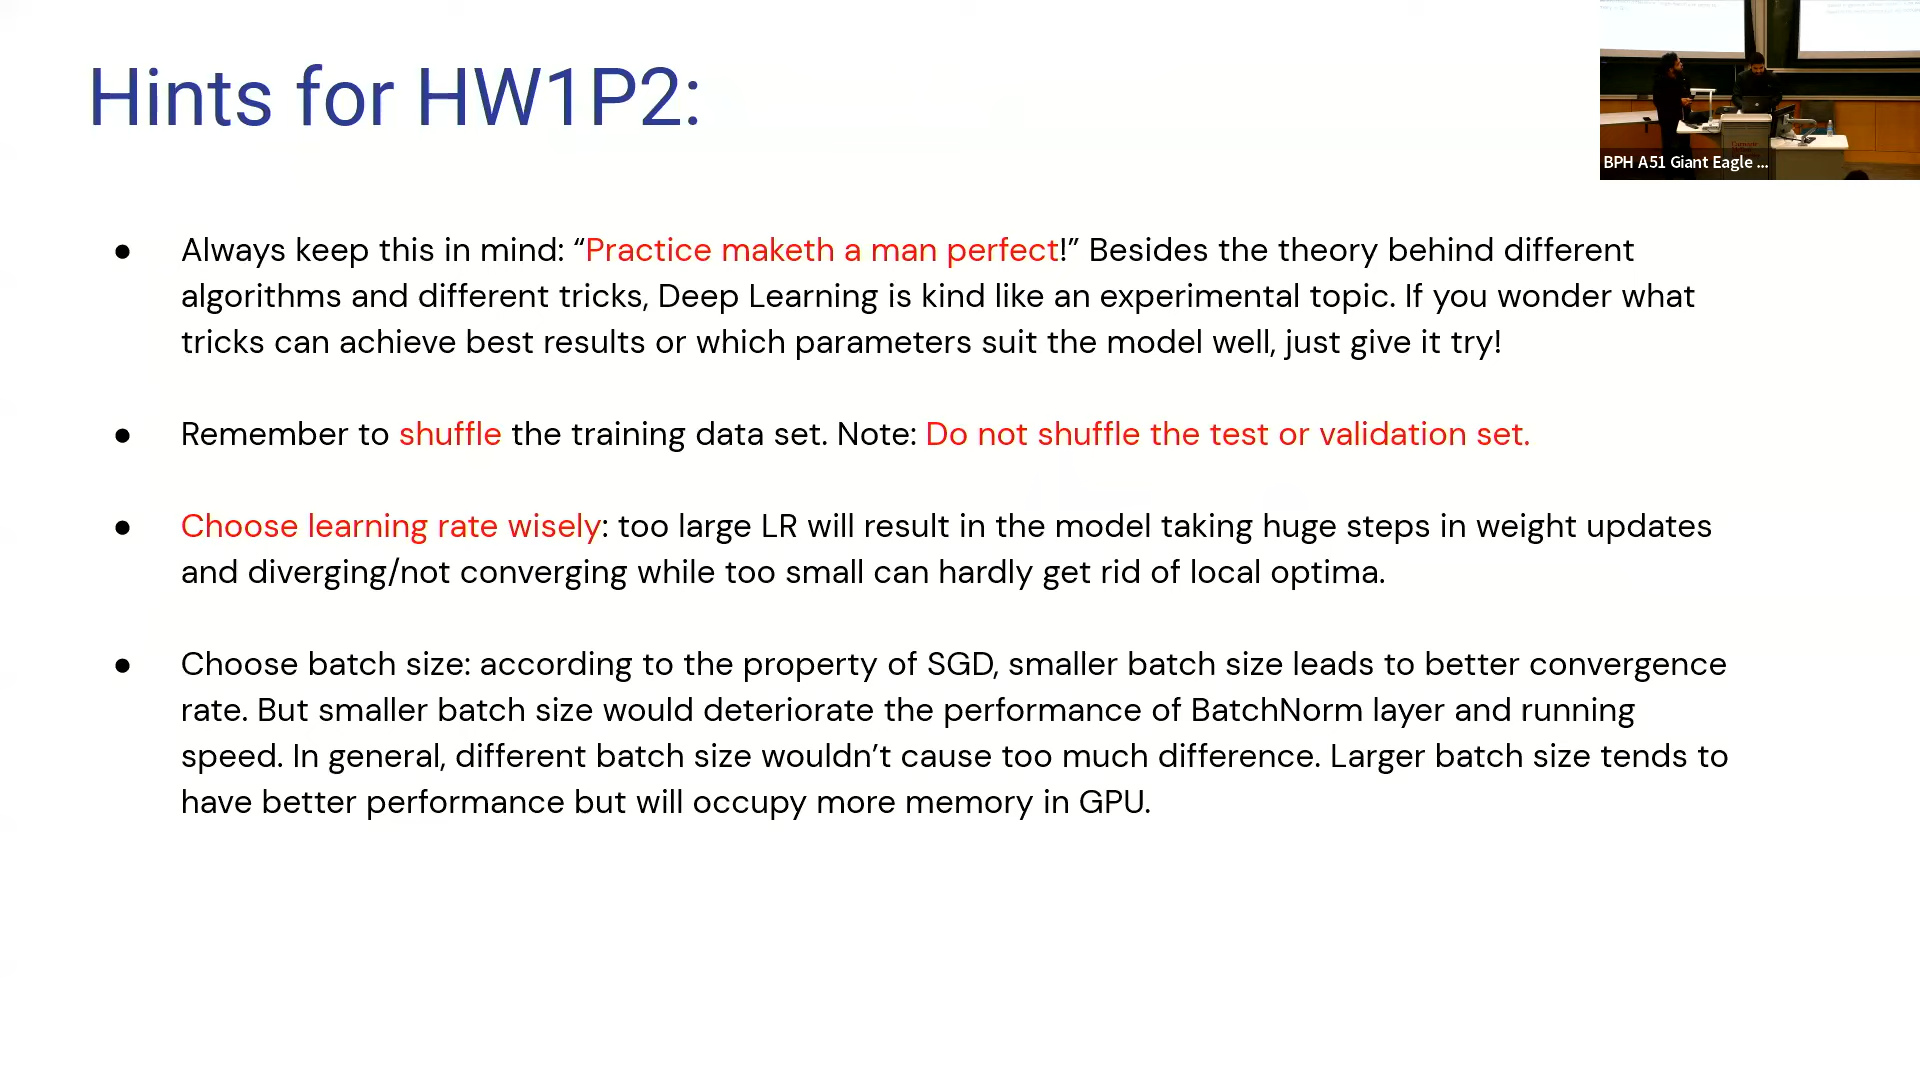 Hints for HW1P2:
BPH A51 Giant Eagle ...
● Always keep this in mind: “Practice maketh a man perfect!” Besides the theory behind different
algorithms and different tricks, Deep Learning is kind like an experimental topic. If you wonder what
tricks can achieve best results or which parameters suit the model well, just give it try!
● Remember to shuffle the training data set. Note: Do not shuffle the test or validation set.
● Choose learning rate wisely: too large LR will result in the model taking huge steps in weight updates
and diverging/not converging while too small can hardly get rid of local optima.
● Choose batch size: according to the property of SGD, smaller batch size leads to better convergence
rate. But smaller batch size would deteriorate the performance of BatchNorm layer and running
speed. In general, different batch size wouldn’t cause too much difference. Larger batch size tends to
have better performance but will occupy more memory in GPU.